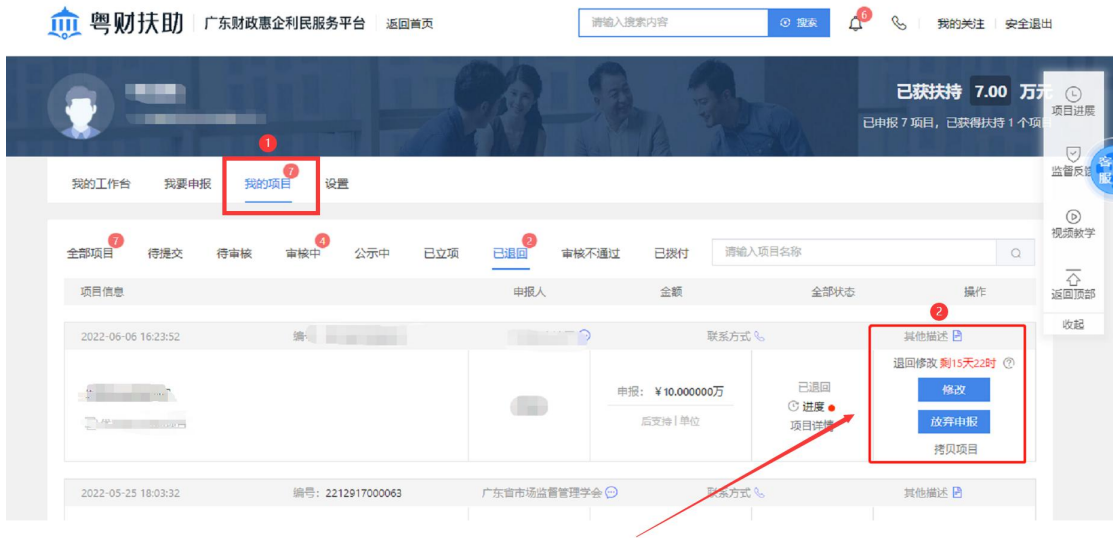 粤财扶助 广东财政惠企利民服务平台 返回首页 请输入搜索内容 搜索 6 我的关注 安全退出
已获扶持 7.00 万元
已申报 7 项目，已获得扶持 1 个项目
项目进展
监督反馈
客服
视频教学
返回顶部
收起
1
我的工作台 我要申报 我的项目 7 设置
全部项目 7 待提交 待审核 审核中 4 公示中 已立项 已退回 2 审核不通过 已拨付 请输入项目名称
项目信息 申报人 金额 全部状态 操作
2
2022-06-06 16:23:52 编号 联系方式 其他描述
退回修改 剩15天22时
申报： ￥10.000000万 已退回 修改
进度
后支持 | 单位 项目详情 放弃申报
拷贝项目
2022-05-25 18:03:32 编号：2212917000063 广东省市场监督管理学会 联系方式 其他描述